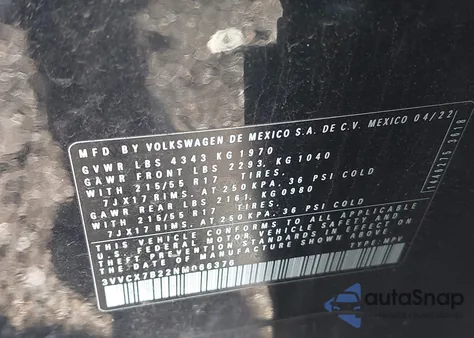 MFD BY VOLKSWAGEN DE MEXICO S.A. DE C.V. MEXICO 04/22
GVWR LBS 4343 KG 1970
GAWR FRONT LBS 2293. KG 1040
WITH 215/55 R17 TIRES.
7JX17 RIMS. AT 250 KPA. 36 PSI COLD
GAWR REAR LBS 2161. KG 0980
WITH 215/55 R17 TIRES.
7JX17 RIMS. AT 250 KPA. 36 PSI COLD
THIS VEHICLE CONFORMS TO ALL APPLICABLE
U.S. FEDERAL MOTOR VEHICLE SAFETY AND
THEFT PREVENTION STANDARDS IN EFFECT
ON THE DATE OF MANUFACTURE SHOWN ABOVE
3VVCX7B22NM066376 TYPE: MPV
autoSnap